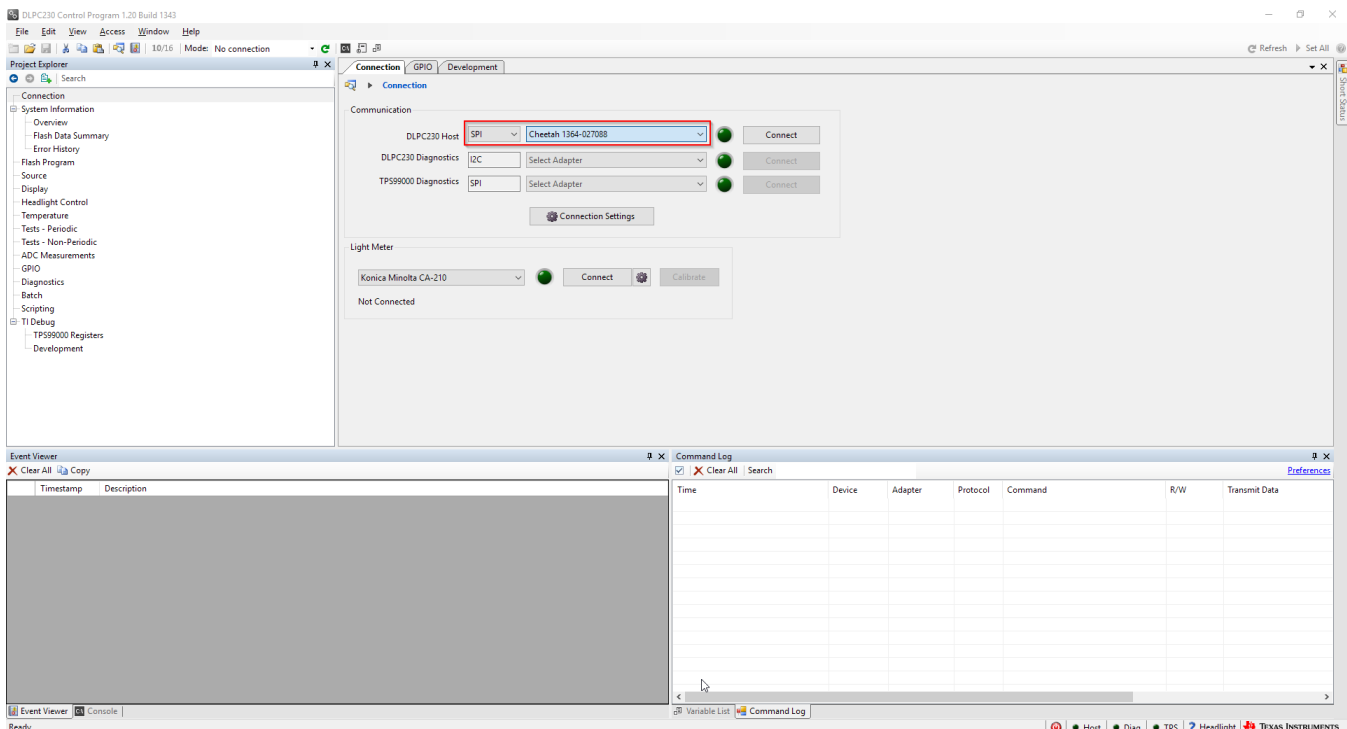 DLPC230 Control Program 1.20 Build 1343
File Edit View Access Window Help
10/16 Mode: No connection
Refresh Set All
Project Explorer
Search
Connection
System Information
Overview
Flash Data Summary
Error History
Flash Program
Source
Display
Headlight Control
Temperature
Tests - Periodic
Tests - Non-Periodic
ADC Measurements
GPIO
Diagnostics
Batch
Scripting
TI Debug
TPS99000 Registers
Development
Connection GPIO Development
Connection
Communication
DLPC230 Host SPI Cheetah 1364-027088 Connect
DLPC230 Diagnostics I2C Select Adapter Connect
TPS99000 Diagnostics SPI Select Adapter Connect
Connection Settings
Light Meter
Konica Minolta CA-210 Connect Calibrate
Not Connected
Short Status
Event Viewer
Clear All Copy
Timestamp Description
Event Viewer Console
Command Log
Clear All Search Preferences
Time Device Adapter Protocol Command R/W Transmit Data
Variable List Command Log
Ready
Host Diag TPS Headlight TEXAS INSTRUMENTS